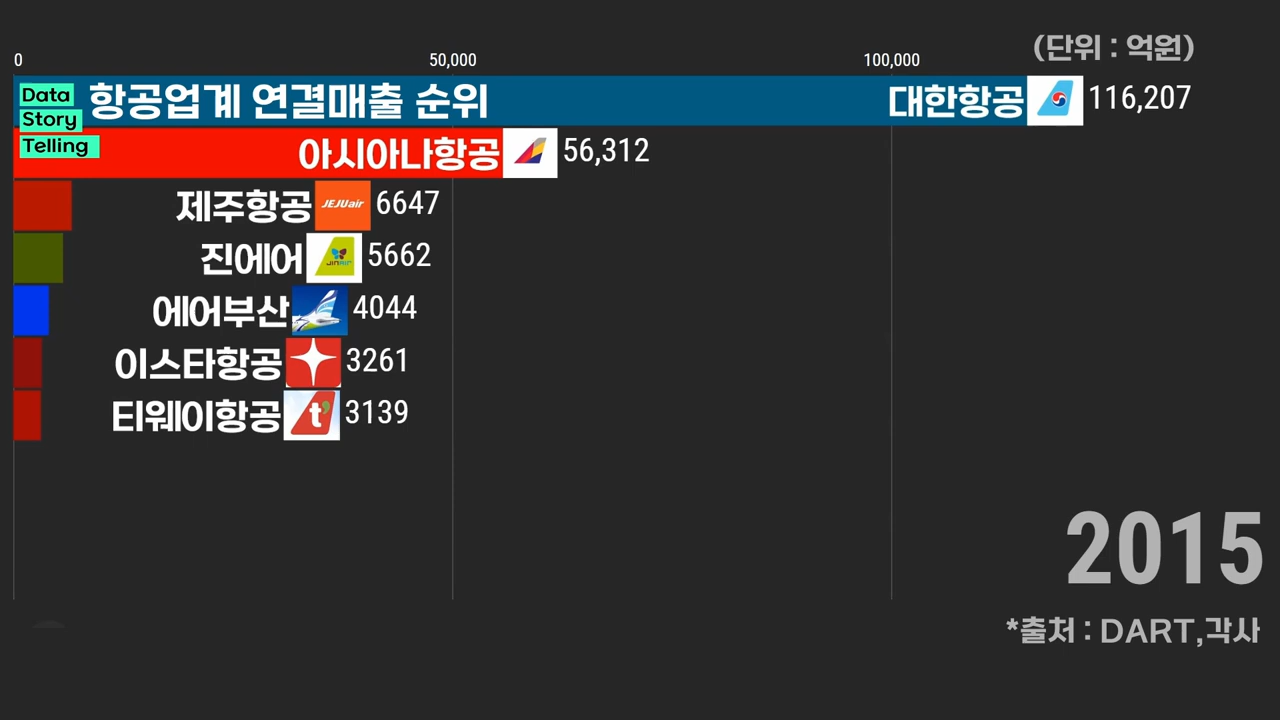 (단위 : 억원)
0 50,000 100,000
Data
Story
Telling
항공업계 연결매출 순위
대한항공 116,207
아시아나항공 56,312
제주항공 JEJUair 6647
진에어 JINAIR 5662
에어부산 4044
이스타항공 3261
티웨이항공 t' 3139
2015
*출처 : DART,각사